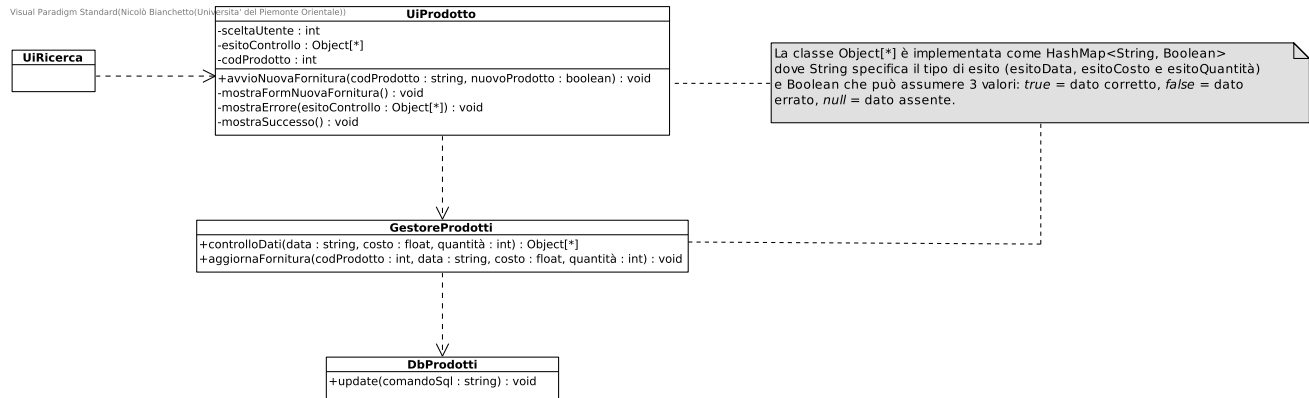 Visual Paradigm Standard(Nicolò Bianchetto(Universita' del Piemonte Orientale))
UiProdotto
-sceltaUtente : int
-esitoControllo : Object[*]
-codProdotto : int
+avvioNuovaFornitura(codProdotto : string, nuovoProdotto : boolean) : void
-mostraFormNuovaFornitura() : void
-mostraErrore(esitoControllo : Object[*]) : void
-mostraSuccesso() : void
UiRicerca
La classe Object[*] è implementata come HashMap<String, Boolean>
dove String specifica il tipo di esito (esitoData, esitoCosto e esitoQuantità)
e Boolean che può assumere 3 valori: true = dato corretto, false = dato
errato, null = dato assente.
GestoreProdotti
+controlloDati(data : string, costo : float, quantità : int) : Object[*]
+aggiornaFornitura(codProdotto : int, data : string, costo : float, quantità : int) : void
DbProdotti
+update(comandoSql : string) : void